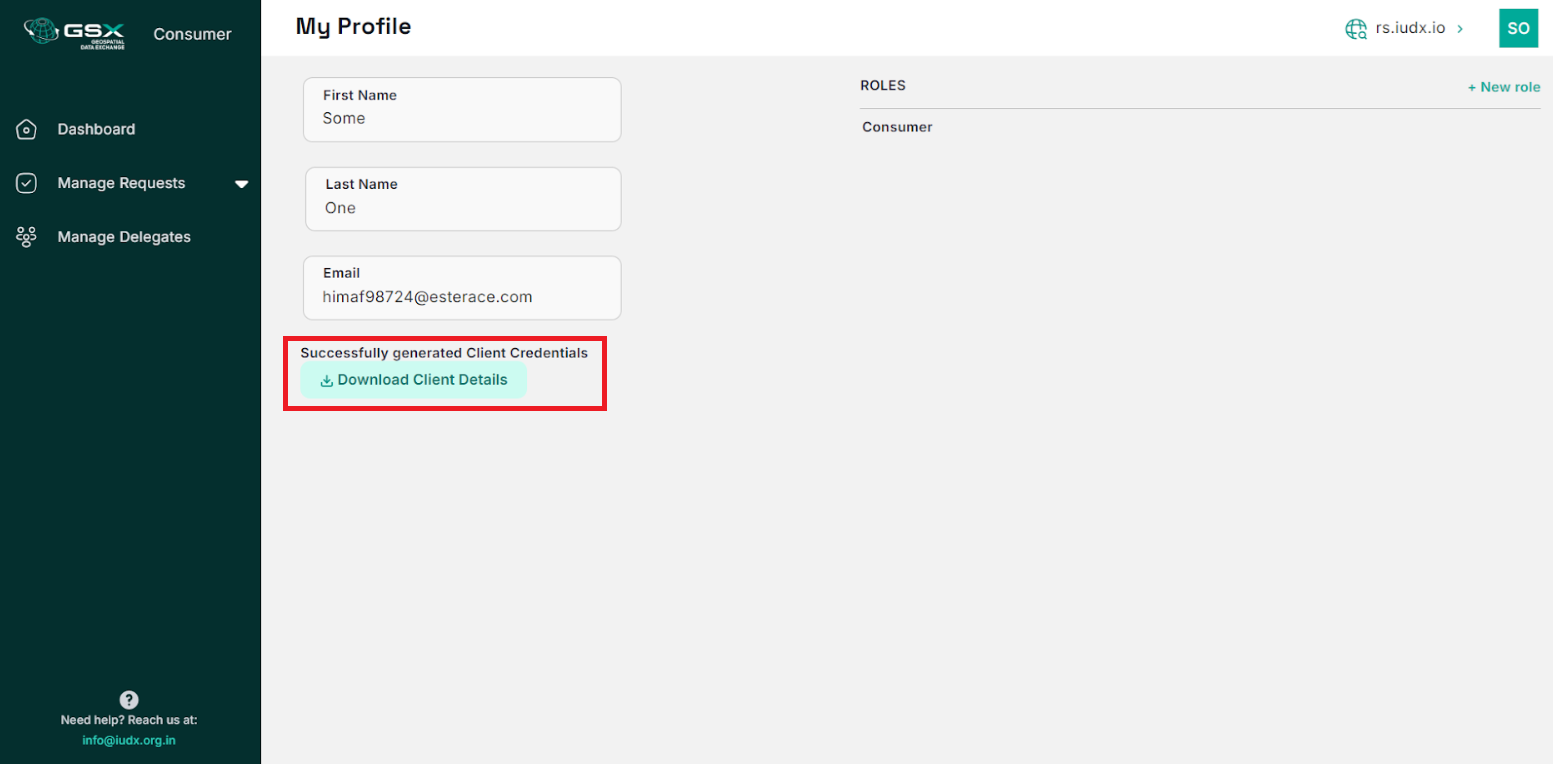 GSX
GEOSPATIAL
DATA EXCHANGE
Consumer
Dashboard
Manage Requests
Manage Delegates
?
Need help? Reach us at:
info@iudx.org.in
My Profile
rs.iudx.io >
SO
First Name
Some
Last Name
One
Email
himaf98724@esterace.com
Successfully generated Client Credentials
Download Client Details
ROLES
+ New role
Consumer